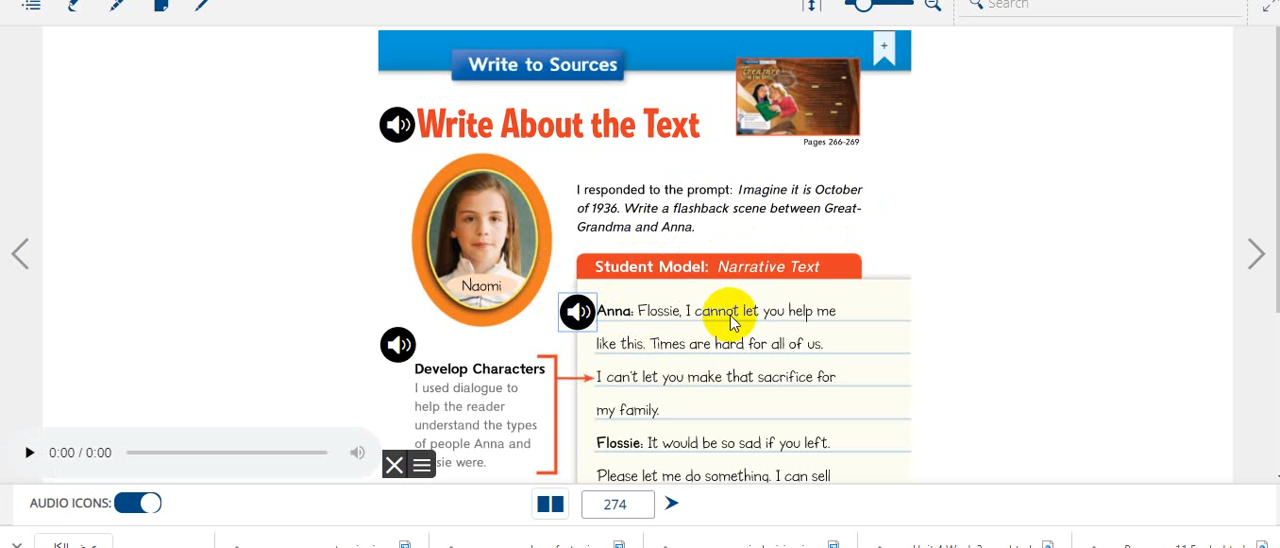 Search
Write to Sources
+
Write About the Text
Pages 266-269
I responded to the prompt: Imagine it is October
of 1936. Write a flashback scene between Great-
Grandma and Anna.
Naomi
Student Model: Narrative Text
Anna: Flossie, I cannot let you help me
like this. Times are hard for all of us.
I can't let you make that sacrifice for
my family.
Flossie: It would be so sad if you left.
Please let me do something. I can sell
Develop Characters
I used dialogue to
help the reader
understand the types
of people Anna and
were.
0:00 / 0:00
AUDIO ICONS:
274